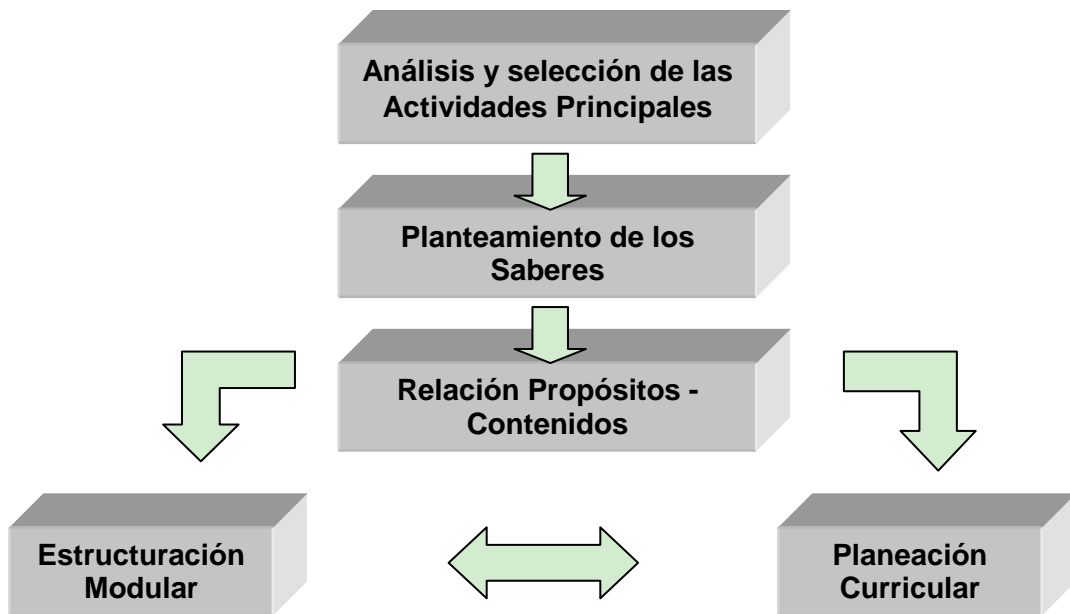 Análisis y selección de las
Actividades Principales
Planteamiento de los
Saberes
Relación Propósitos -
Contenidos
Estructuración
Modular
Planeación
Curricular